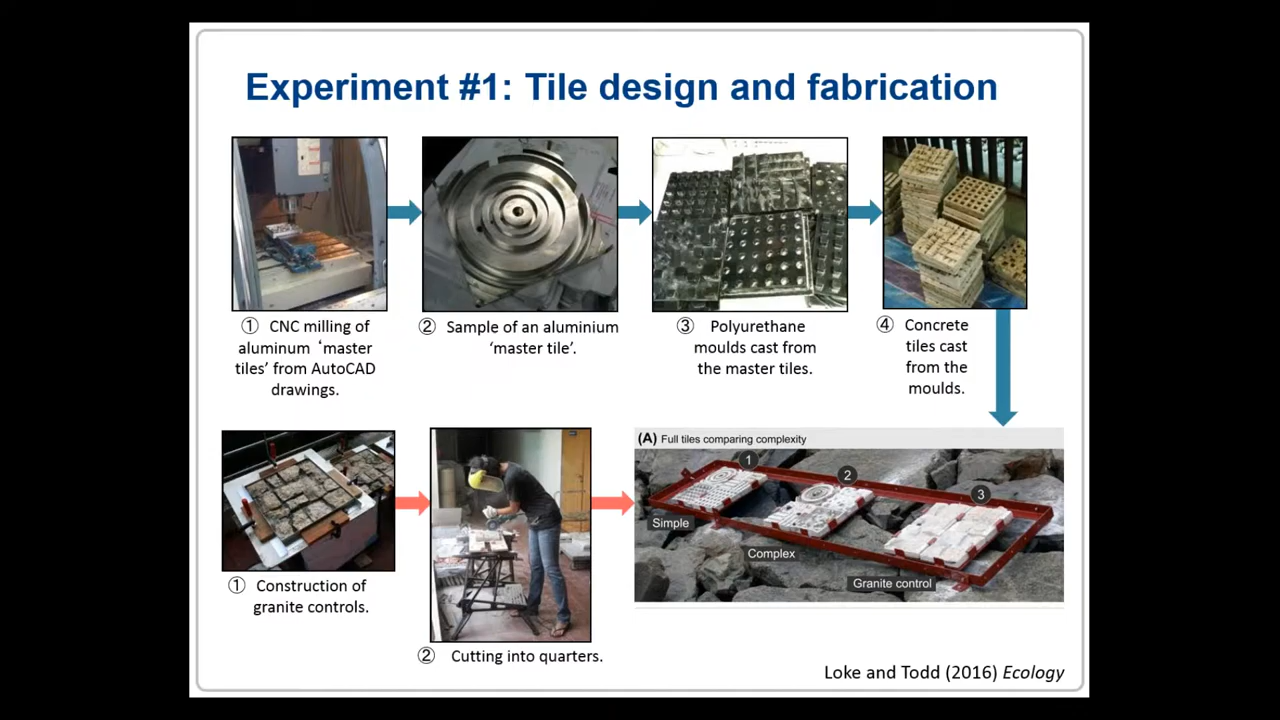 Experiment #1: Tile design and fabrication
① CNC milling of
aluminum ‘master
tiles’ from AutoCAD
drawings.
② Sample of an aluminium
‘master tile’.
③ Polyurethane
moulds cast from
the master tiles.
④ Concrete
tiles cast
from the
moulds.
① Construction of
granite controls.
② Cutting into quarters.
(A) Full tiles comparing complexity
1
2
3
Simple
Complex
Granite control
Loke and Todd (2016) Ecology